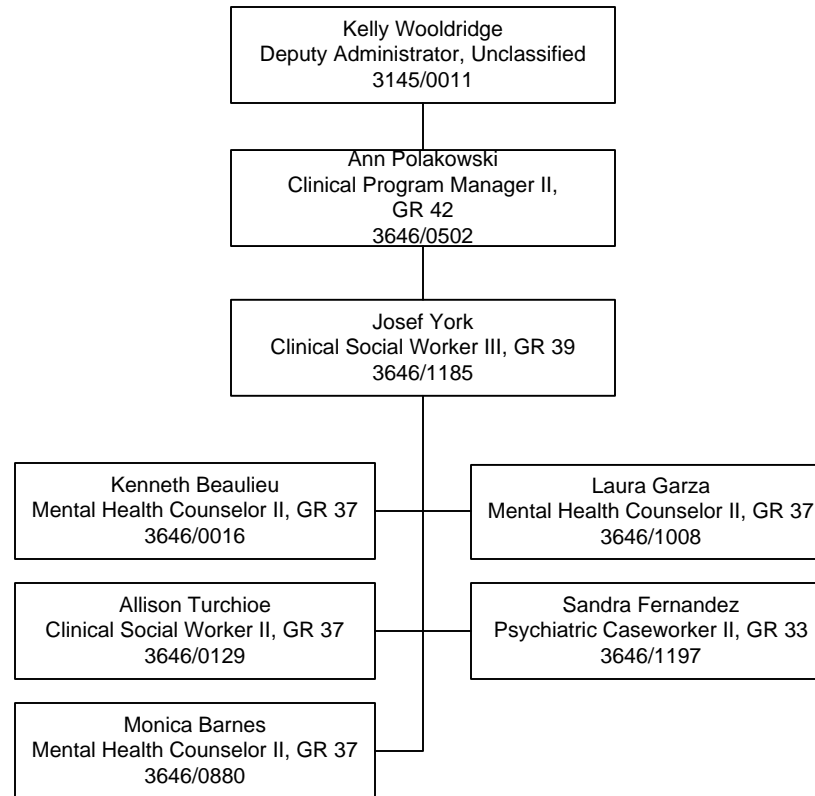 Kelly Wooldridge
Deputy Administrator, Unclassified
3145/0011
Ann Polakowski
Clinical Program Manager II,
GR 42
3646/0502
Josef York
Clinical Social Worker III, GR 39
3646/1185
Kenneth Beaulieu
Mental Health Counselor II, GR 37
3646/0016
Laura Garza
Mental Health Counselor II, GR 37
3646/1008
Allison Turchioe
Clinical Social Worker II, GR 37
3646/0129
Sandra Fernandez
Psychiatric Caseworker II, GR 33
3646/1197
Monica Barnes
Mental Health Counselor II, GR 37
3646/0880